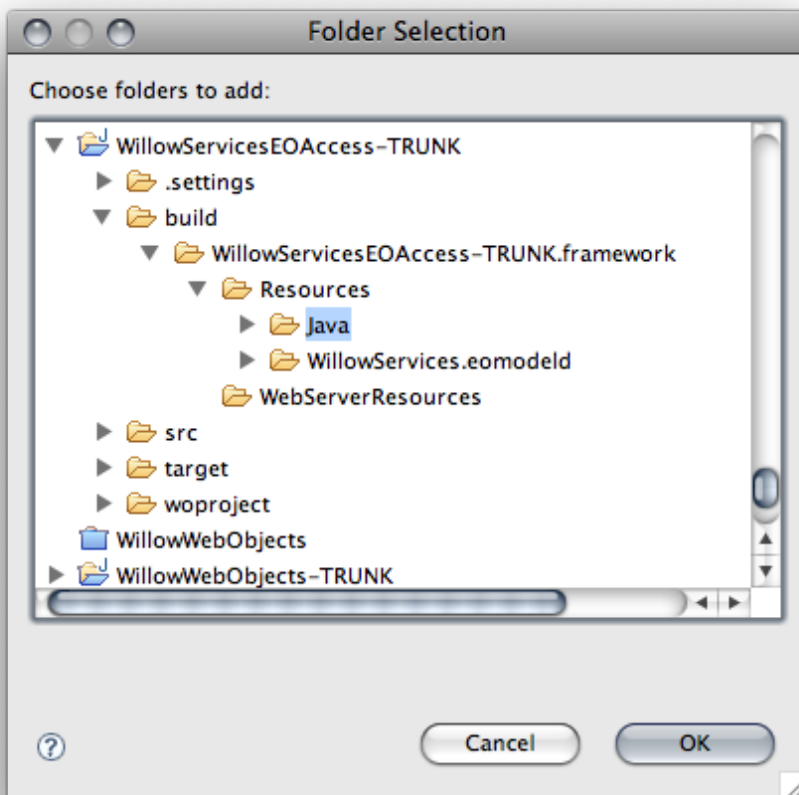 Folder Selection
Choose folders to add:
WillowServicesEOAccess-TRUNK
.settings
build
WillowServicesEOAccess-TRUNK.framework
Resources
Java
WillowServices.eomodeld
WebServerResources
src
target
woproject
WillowWebObjects
WillowWebObjects-TRUNK
? Cancel OK